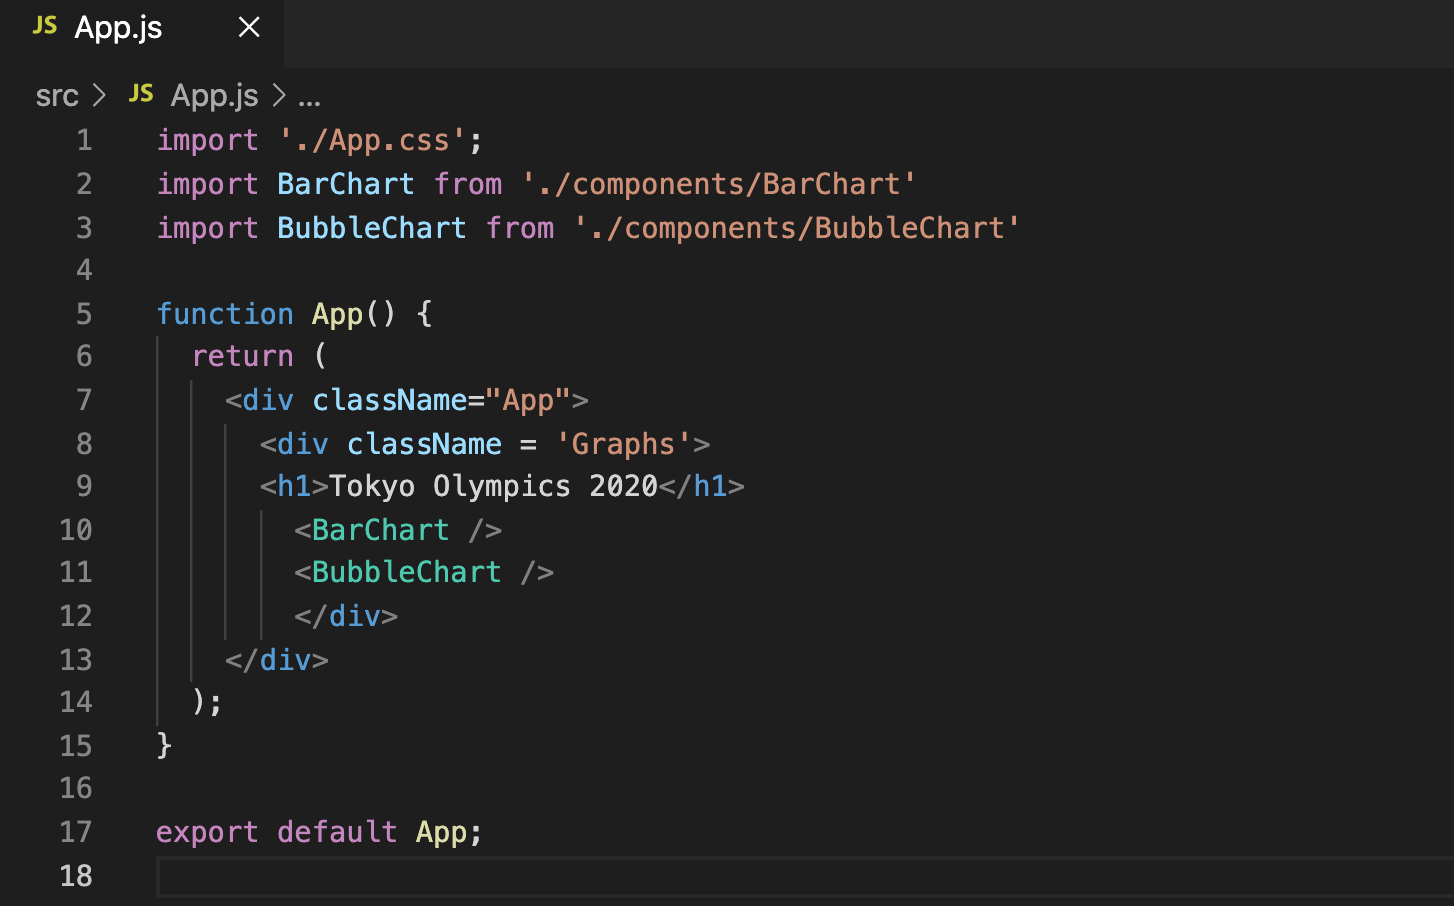 JS App.js ×
src > JS App.js > ...
1 import './App.css';
2 import BarChart from './components/BarChart'
3 import BubbleChart from './components/BubbleChart'
4
5 function App() {
6   return (
7     <div className="App">
8       <div className = 'Graphs'>
9       <h1>Tokyo Olympics 2020</h1>
10         <BarChart />
11         <BubbleChart />
12         </div>
13     </div>
14   );
15 }
16
17 export default App;
18